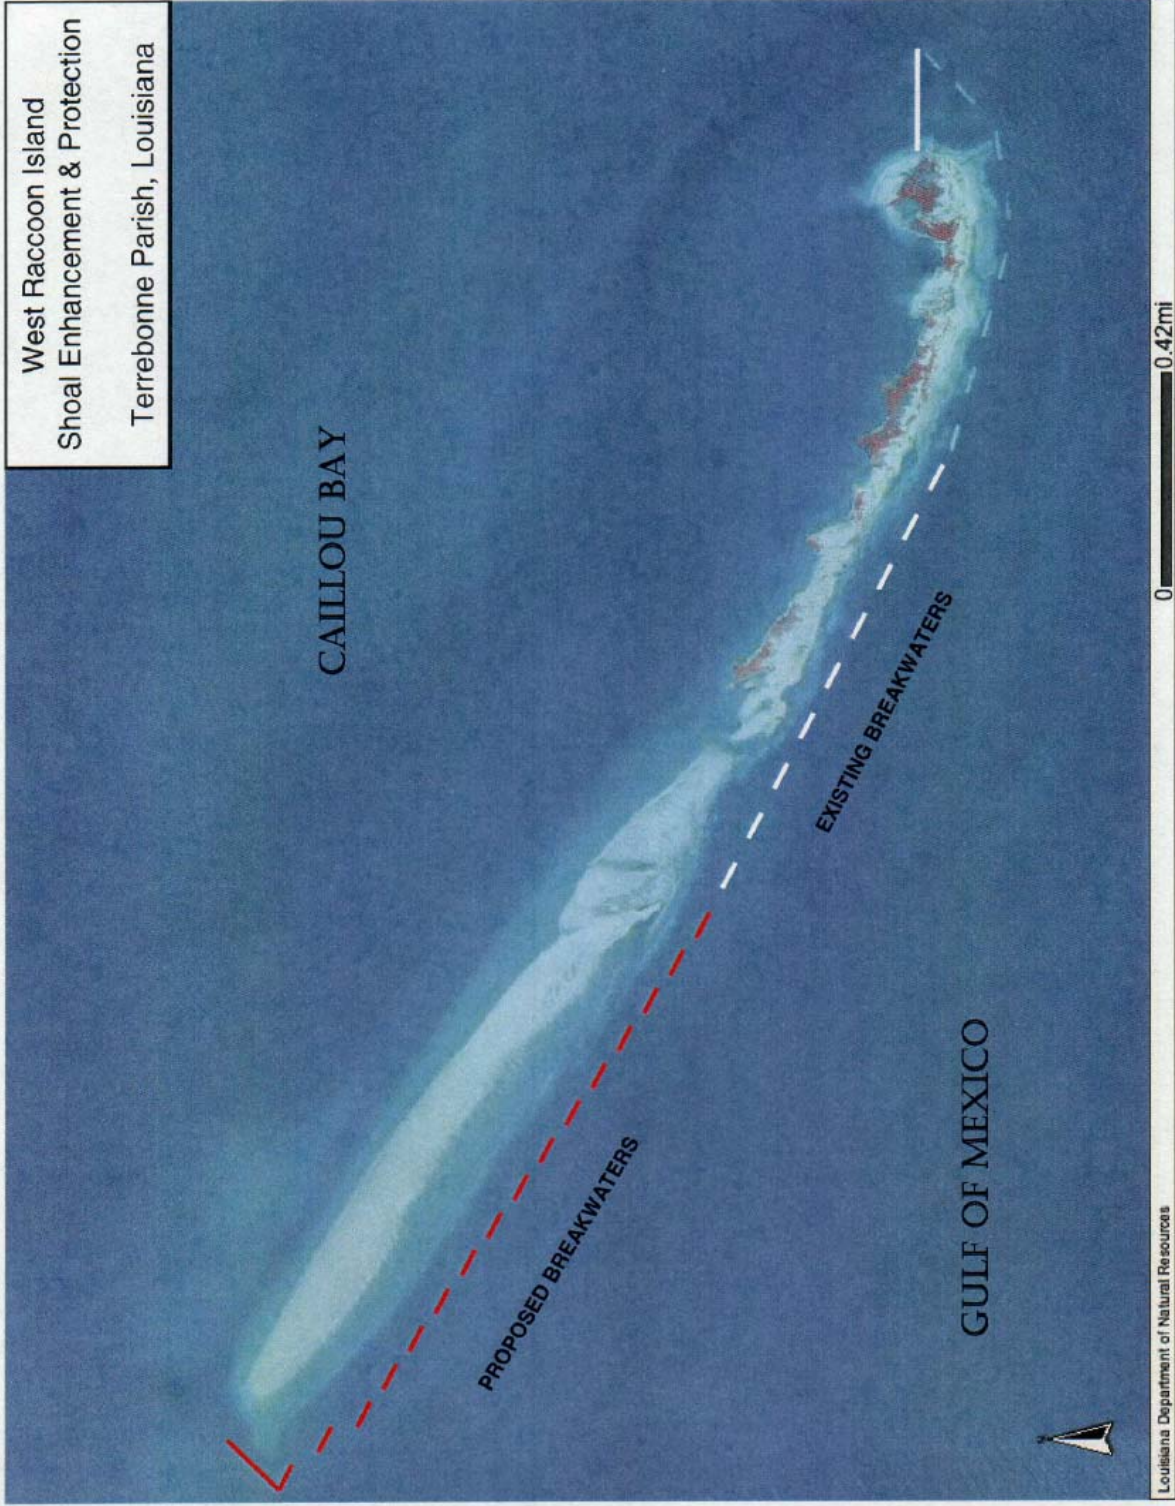 West Raccoon Island
Shoal Enhancement & Protection
Terrebonne Parish, Louisiana
CAILLOU BAY
EXISTING BREAKWATERS
PROPOSED BREAKWATERS
GULF OF MEXICO
N
Louisiana Department of Natural Resources
0 0.42mi